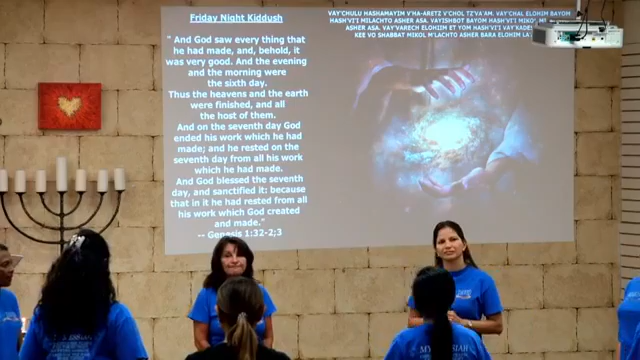 Friday Night Kiddush
" And God saw every thing that
he had made, and, behold, it
was very good. And the evening
and the morning were
the sixth day.
Thus the heavens and the earth
were finished, and all
the host of them.
And on the seventh day God
ended his work which he had
made; and he rested on the
seventh day from all his work
which he had made.
And God blessed the seventh
day, and sanctified it: because
that in it he had rested from all
his work which God created
and made."
-- Genesis 1:32-2;3
VAY'CHULU HASHAMAYIM V'HA-ARETZ V'CHOL TZ'VA'AM. VAY'CHAL ELOHIM BAYOM
HASH'VI'I MILACHTO ASHER ASA. VAYISHBOT BAYOM HASH'VI'I
ASHER ASA. VAY'VARECH ELOHIIM ET YOM HASH'VI'I
KEE VO SHABBAT MIKOL M'LACHTO ASHER BARA ELOHIM